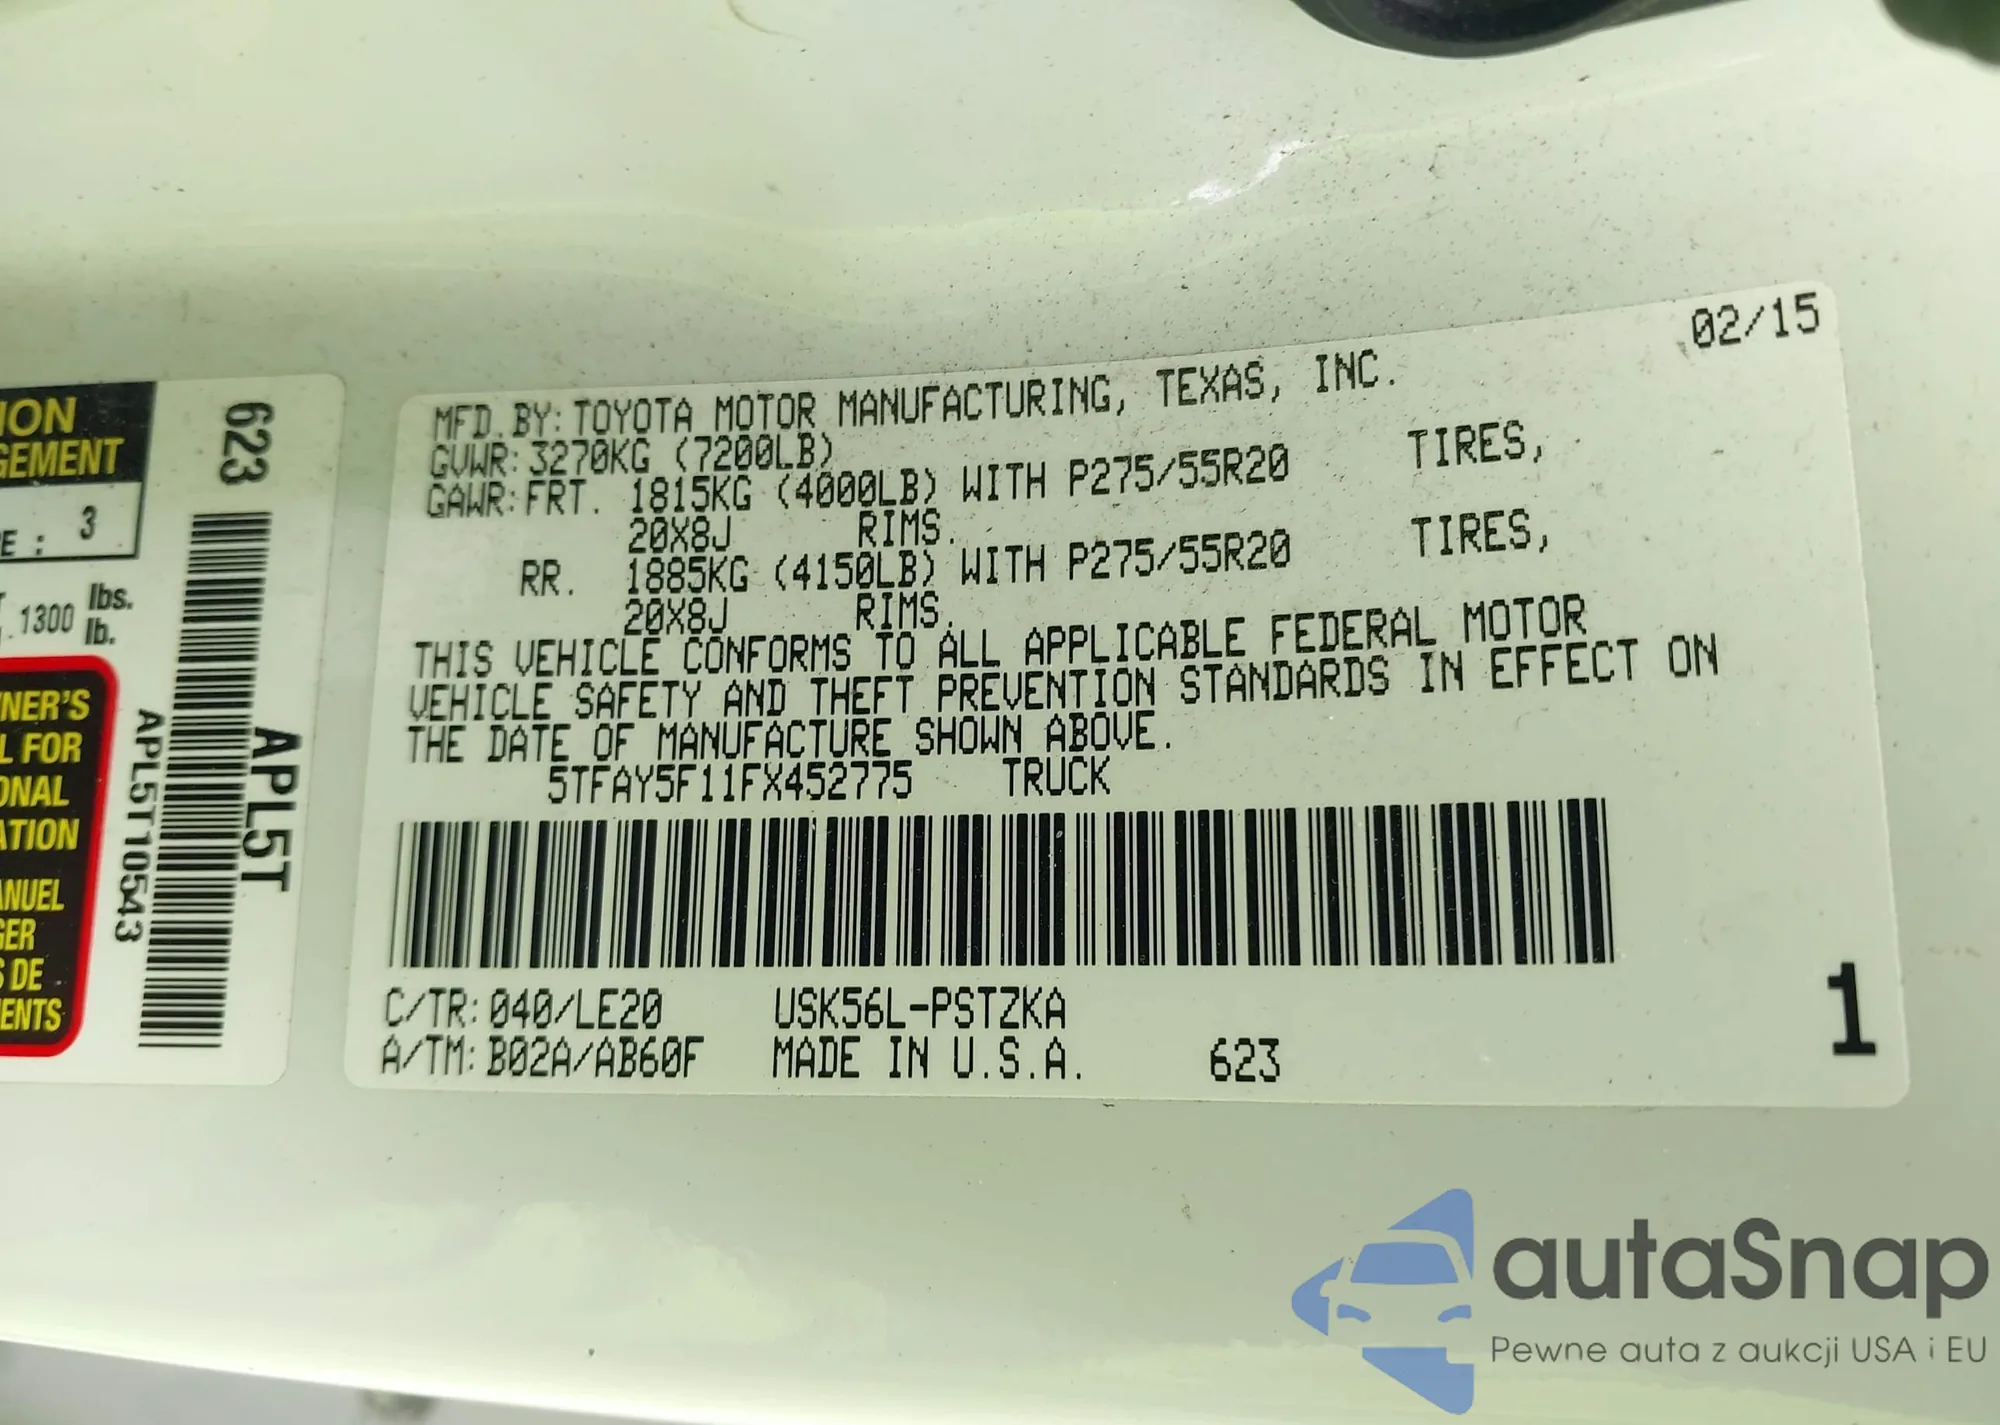 ION
GEMENT
E : 3
1300 lbs.
lb.
NER'S
L FOR
ONAL
ATION
ANUEL
GER
S DE
ENTS
623
APL5T10543
APL5T
02/15
MFD. BY: TOYOTA MOTOR MANUFACTURING, TEXAS, INC.
GVWR: 3270KG (7200LB)
GAWR: FRT. 1815KG (4000LB) WITH P275/55R20 TIRES,
20X8J RIMS.
RR. 1885KG (4150LB) WITH P275/55R20 TIRES,
20X8J RIMS.
THIS VEHICLE CONFORMS TO ALL APPLICABLE FEDERAL MOTOR
VEHICLE SAFETY AND THEFT PREVENTION STANDARDS IN EFFECT ON
THE DATE OF MANUFACTURE SHOWN ABOVE.
5TFAY5F11FX452775 TRUCK
C/TR: 040/LE20 USK56L-PSTZKA
A/TM: B02A/AB60F MADE IN U.S.A. 623
1
autaSnap
Pewne auta z aukcji USA i EU